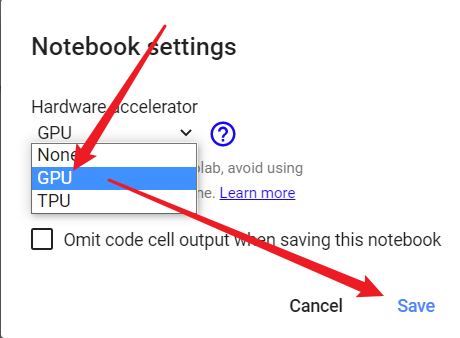 Notebook settings
Hardware accelerator
GPU
None
GPU
TPU
olab, avoid using
ne. Learn more
Omit code cell output when saving this notebook
Cancel Save